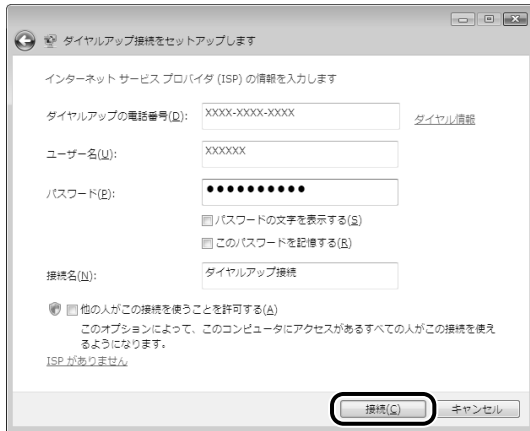 ダイヤルアップ接続をセットアップします
インターネット サービス プロバイダ (ISP) の情報を入力します
ダイヤルアップの電話番号(D): XXXX-XXXX-XXXX ダイヤル情報
ユーザー名(U): XXXXXX
パスワード(P): ●●●●●●●●●●
パスワードの文字を表示する(S)
このパスワードを記憶する(R)
接続名(N): ダイヤルアップ接続
他の人がこの接続を使うことを許可する(A)
このオプションによって、このコンピュータにアクセスがあるすべての人がこの接続を使え
るようになります。
ISP がありません
接続(C) キャンセル